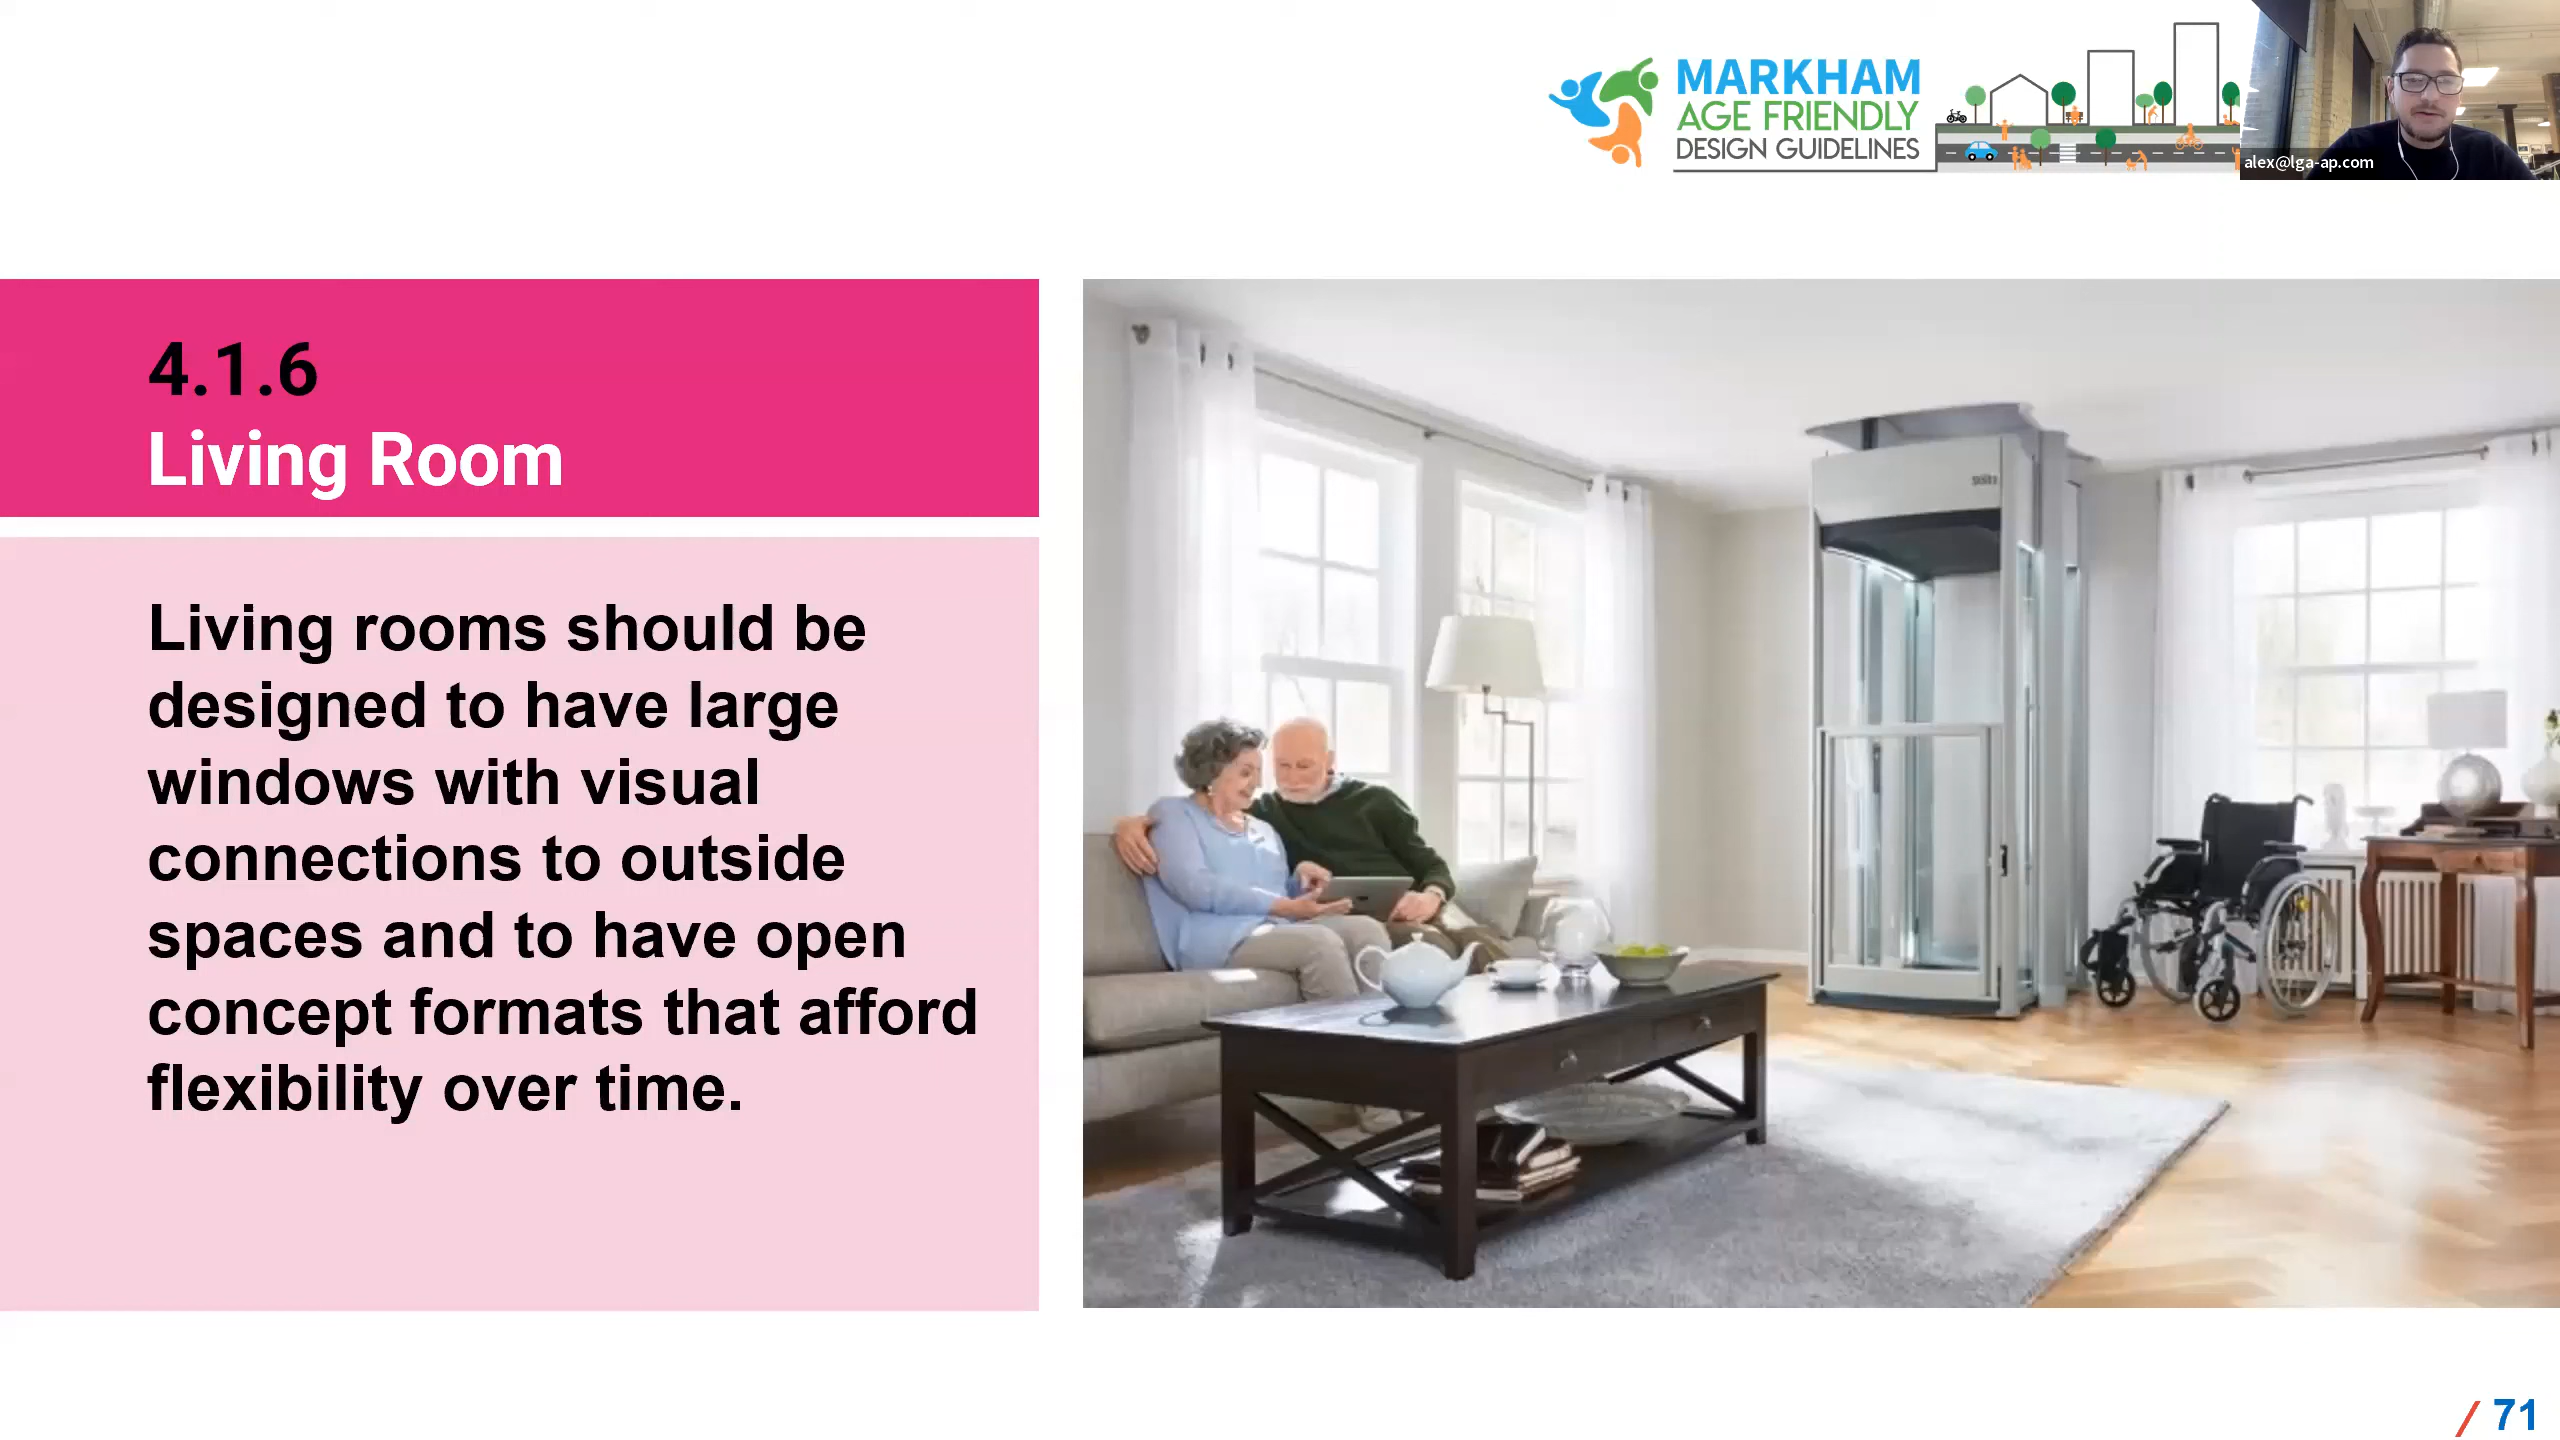 MARKHAM
AGE FRIENDLY
DESIGN GUIDELINES
alex@lga-ap.com
4.1.6
Living Room
Living rooms should be
designed to have large
windows with visual
connections to outside
spaces and to have open
concept formats that afford
flexibility over time.
/ 71